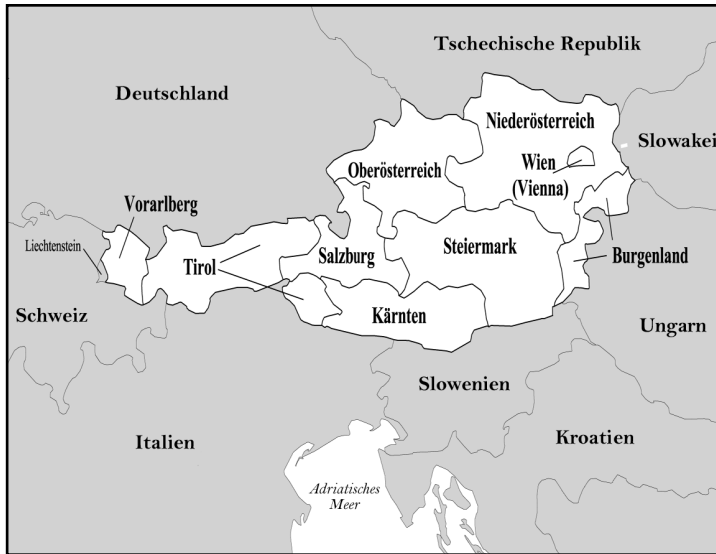 Tschechische Republik
Deutschland
Niederösterreich
Slowakei
Wien
(Vienna)
Oberösterreich
Vorarlberg
Liechtenstein
Tirol
Salzburg
Steiermark
Burgenland
Schweiz
Kärnten
Ungarn
Slowenien
Italien
Kroatien
Adriatisches
Meer